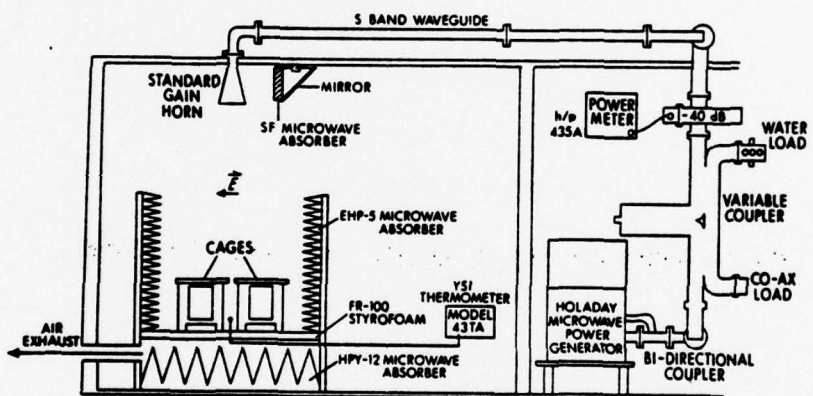 S BAND WAVEGUIDE
STANDARD
GAIN
HORN
MIRROR
SF MICROWAVE
ABSORBER
h/p
435A
POWER
METER
-40 dB
WATER
LOAD
VARIABLE
COUPLER
E
EHP-5 MICROWAVE
ABSORBER
CAGES
YSI
THERMOMETER
MODEL
43TA
FR-100
STYROFOAM
HOLADAY
MICROWAVE
POWER
GENERATOR
CO-AX
LOAD
BI-DIRECTIONAL
COUPLER
AIR
EXHAUST
HPY-12 MICROWAVE
ABSORBER